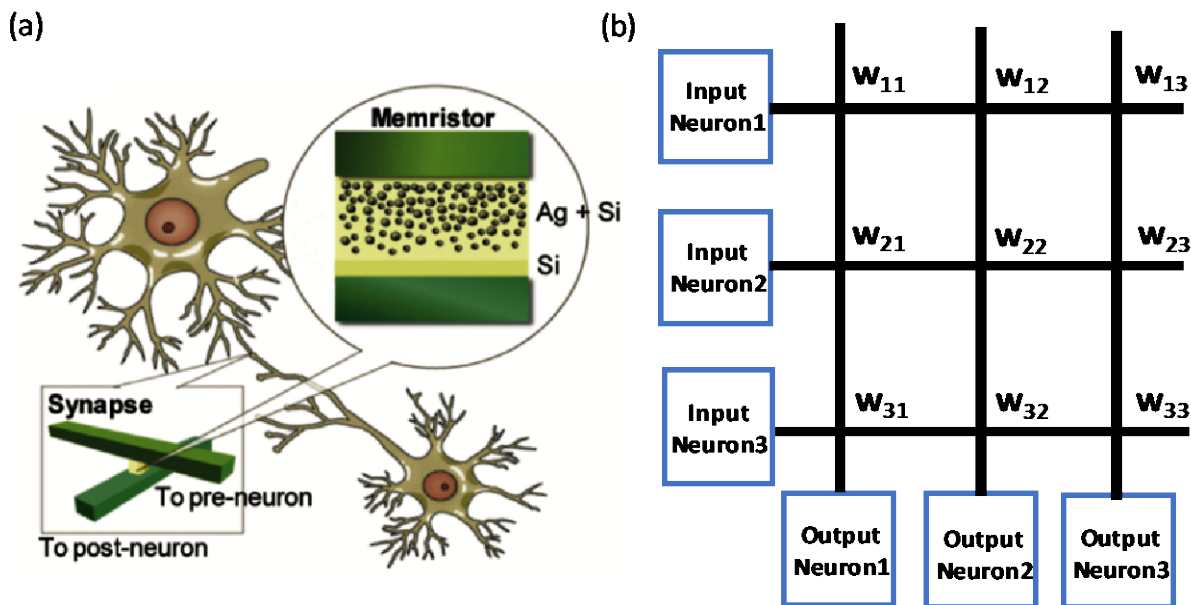 (a)
Memristor
Ag + Si
Si
Synapse
To pre-neuron
To post-neuron
(b)
Input
Neuron1
W11
W12
W13
Input
Neuron2
W21
W22
W23
Input
Neuron3
W31
W32
W33
Output
Neuron1
Output
Neuron2
Output
Neuron3